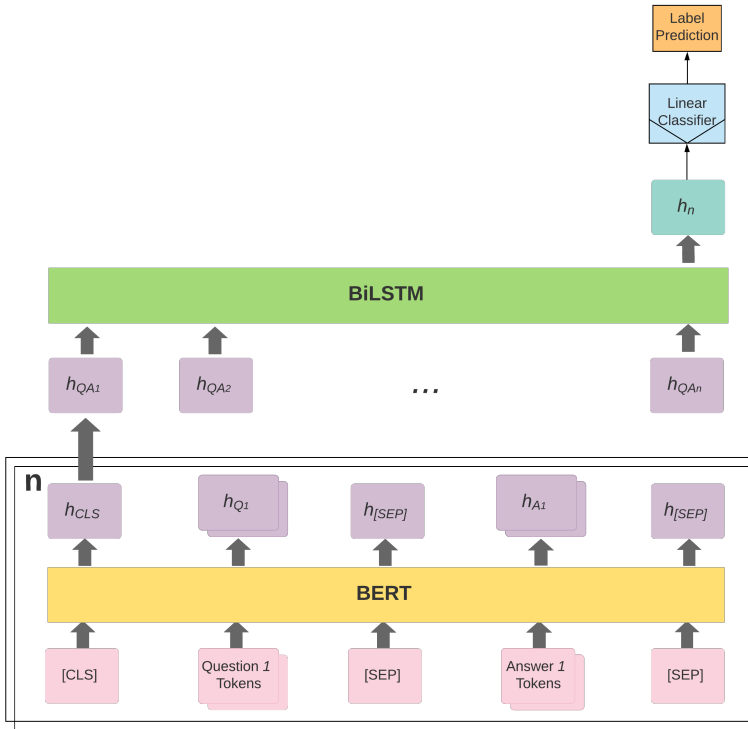 Label
Prediction
Linear
Classifier
hn
BiLSTM
hQA1
hQA2
...
hQAn
n
hCLS
hQ1
h[SEP]
hA1
h[SEP]
BERT
[CLS]
Question 1
Tokens
[SEP]
Answer 1
Tokens
[SEP]